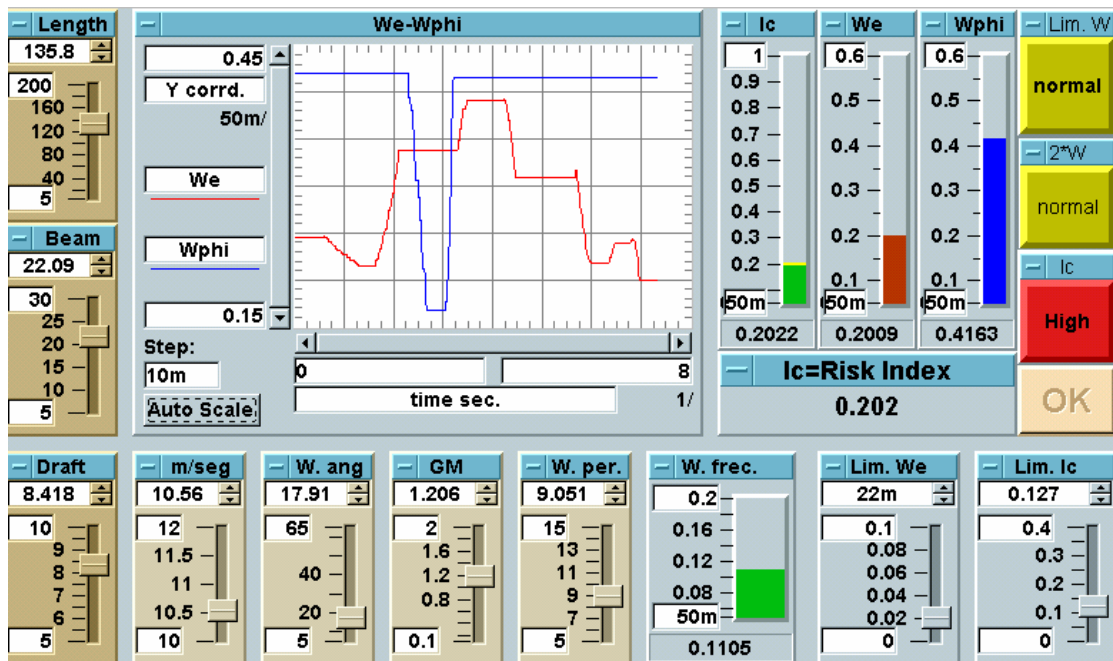 Length
135.8
200
160
120
80
40
5
Beam
22.09
30
25
20
15
10
5
We-Wphi
0.45
Y corrd.
50m/
We
Wphi
0.15
Step:
10m
Auto Scale
0
8
time sec.
1/
Ic
1
0.9
0.8
0.7
0.6
0.5
0.4
0.3
0.2
50m
0.2022
We
0.6
0.5
0.4
0.3
0.2
0.1
50m
0.2009
Wphi
0.6
0.5
0.4
0.3
0.2
0.1
50m
0.4163
Ic=Risk Index
0.202
Lim. W
normal
2*W
normal
Ic
High
OK
Draft
8.418
10
9
8
7
6
5
m/seg
10.56
12
11.5
11
10.5
10
W. ang
17.91
65
40
20
5
GM
1.206
2
1.6
1.2
0.8
0.1
W. per.
9.051
15
13
11
9
7
5
W. frec.
0.2
0.16
0.12
0.08
50m
0.1105
Lim. We
22m
0.1
0.08
0.06
0.04
0.02
0
Lim. Ic
0.127
0.4
0.3
0.2
0.1
0